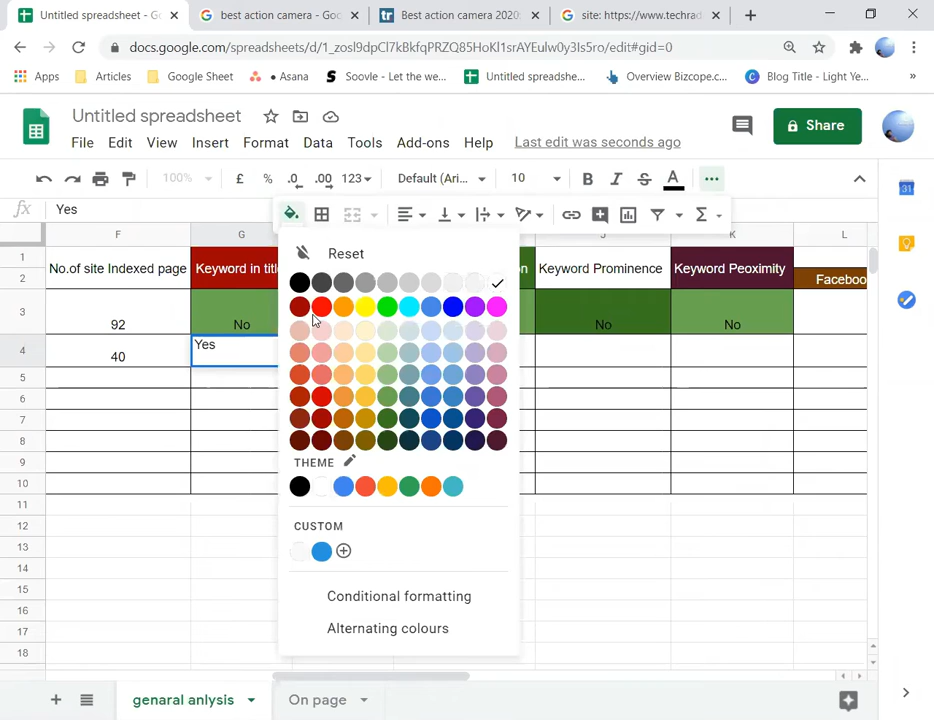 Untitled spreadsheet - Goo
best action camera - Go
Best action camera 2020
site: https://www.techrad
docs.google.com/spreadsheets/d/1_zosl9dpCl7kBkfqPRZQ85HoKl1srAYEulw0y3Is5ro/edit#gid=0
Apps
Articles
Google Sheet
Asana
Soovle - Let the we...
Untitled spreadshe...
Overview Bizcope.c...
Blog Title - Light Ye...
»
Untitled spreadsheet
Share
File Edit View Insert Format Data Tools Add-ons Help Last edit was seconds ago
100% £ % .0 .00 123 Default (Ari... 10 B I S A
fx Yes
F G J K L
1
2
No.of site Indexed page
Keyword in titl
on
Keyword Prominence
Keyword Peoximity
Faceboo
3 92 No No No
4 40 Yes
5
6
7
8
9
10
11
12
13
14
15
16
17
18
Reset
THEME
CUSTOM
Conditional formatting
Alternating colours
genaral anlysis
On page
31